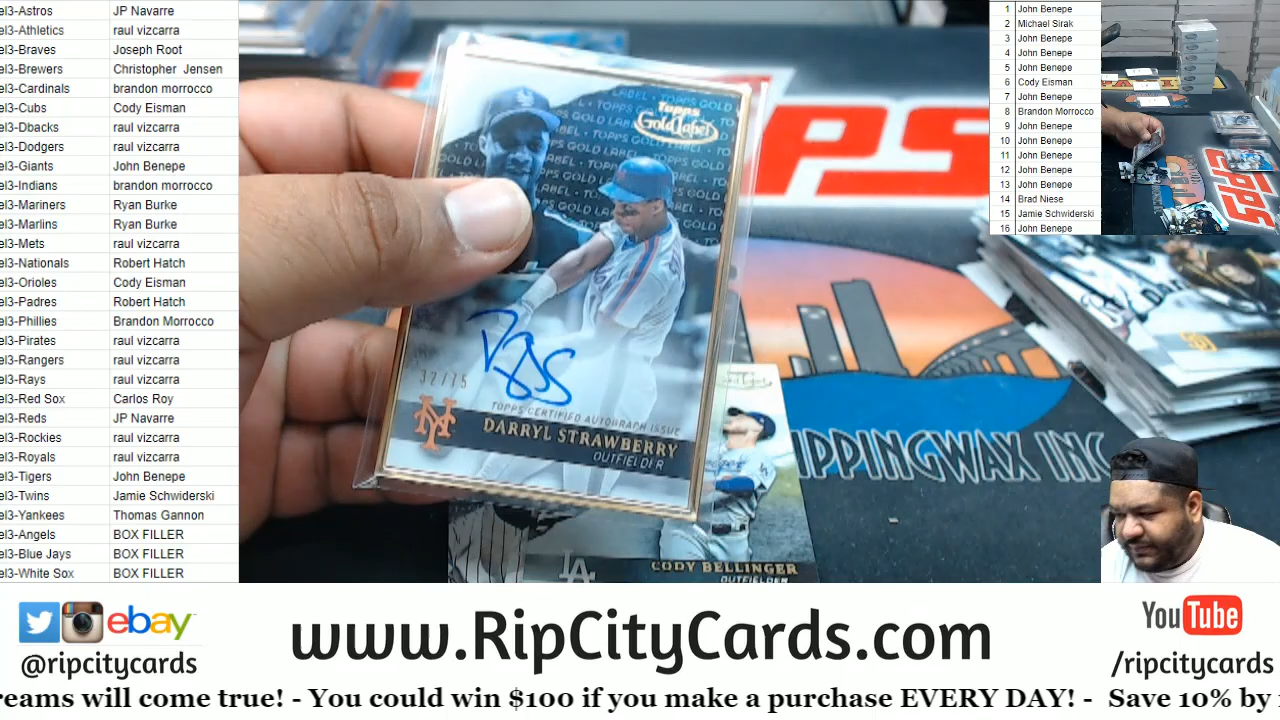 el3-Astros JP Navarre
el3-Athletics raul vizcarra
el3-Braves Joseph Root
el3-Brewers Christopher Jensen
el3-Cardinals brandon morrocco
el3-Cubs Cody Eisman
el3-Dbacks raul vizcarra
el3-Dodgers raul vizcarra
el3-Giants John Benepe
el3-Indians brandon morrocco
el3-Mariners Ryan Burke
el3-Marlins Ryan Burke
el3-Mets raul vizcarra
el3-Nationals Robert Hatch
el3-Orioles Cody Eisman
el3-Padres Robert Hatch
el3-Phillies Brandon Morrocco
el3-Pirates raul vizcarra
el3-Rangers raul vizcarra
el3-Rays raul vizcarra
el3-Red Sox Carlos Roy
el3-Reds JP Navarre
el3-Rockies raul vizcarra
el3-Royals raul vizcarra
el3-Tigers John Benepe
el3-Twins Jamie Schwiderski
el3-Yankees Thomas Gannon
el3-Angels BOX FILLER
el3-Blue Jays BOX FILLER
el3-White Sox BOX FILLER
Topps
Gold Label
32/75
TOPPS CERTIFIED AUTOGRAPH ISSUE
DARRYL STRAWBERRY
OUTFIELDER
LA
CODY BELLINGER
OUTFIELDER
PS
IPPINGWAX INC
1 John Benepe
2 Michael Sirak
3 John Benepe
4 John Benepe
5 John Benepe
6 Cody Eisman
7 John Benepe
8 Brandon Morrocco
9 John Benepe
10 John Benepe
11 John Benepe
12 John Benepe
13 John Benepe
14 Brad Niese
15 Jamie Schwiderski
16 John Benepe
ebay
@ripcitycards
www.RipCityCards.com
YouTube
/ripcitycards
reams will come true! - You could win $100 if you make a purchase EVERY DAY! - Save 10% by